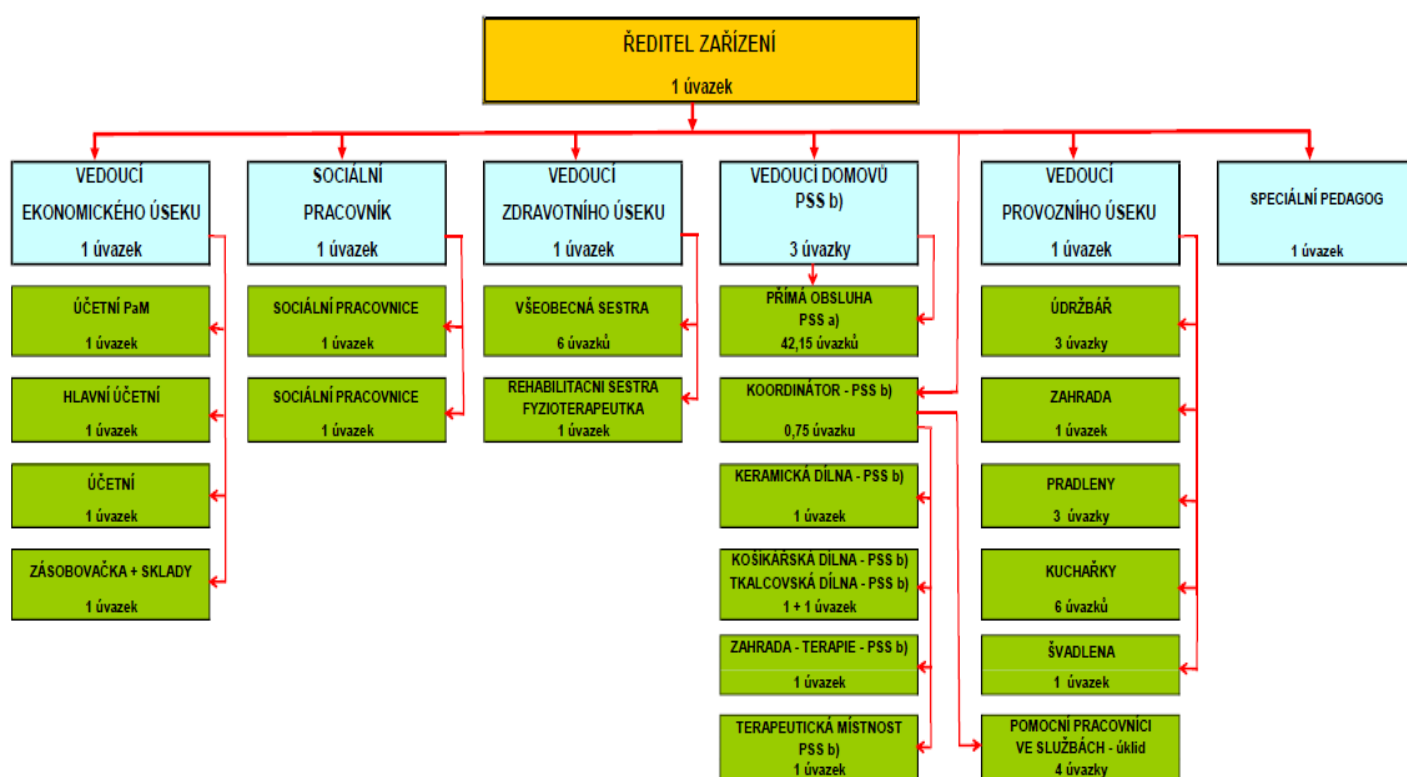 ŘEDITEL ZAŘÍZENÍ
1 úvazek
VEDOUCÍ
EKONOMICKÉHO ÚSEKU
1 úvazek
SOCIÁLNÍ
PRACOVNÍK
1 úvazek
VEDOUCÍ
ZDRAVOTNÍHO ÚSEKU
1 úvazek
VEDOUCÍ DOMOVŮ
PSS b)
3 úvazky
VEDOUCÍ
PROVOZNÍHO ÚSEKU
1 úvazek
SPECIÁLNÍ PEDAGOG
1 úvazek
ÚČETNÍ PaM
1 úvazek
HLAVNÍ ÚČETNÍ
1 úvazek
ÚČETNÍ
1 úvazek
ZÁSOBOVAČKA + SKLADY
1 úvazek
SOCIÁLNÍ PRACOVNICE
1 úvazek
SOCIÁLNÍ PRACOVNICE
1 úvazek
VŠEOBECNÁ SESTRA
6 úvazků
REHABILITACNI SESTRA
FYZIOTERAPEUTKA
1 úvazek
PŘÍMÁ OBSLUHA
PSS a)
42,15 úvazků
KOORDINÁTOR - PSS b)
0,75 úvazku
KERAMICKÁ DÍLNA - PSS b)
1 úvazek
KOŠÍKÁŘSKÁ DÍLNA - PSS b)
TKALCOVSKÁ DÍLNA - PSS b)
1 + 1 úvazek
ZAHRADA - TERAPIE - PSS b)
1 úvazek
TERAPEUTICKÁ MÍSTNOST
PSS b)
1 úvazek
ÚDRŽBÁŘ
3 úvazky
ZAHRADA
1 úvazek
PRADLENY
3 úvazky
KUCHAŘKY
6 úvazků
ŠVADLENA
1 úvazek
POMOCNÍ PRACOVNÍCI
VE SLUŽBÁCH - úklid
4 úvazky